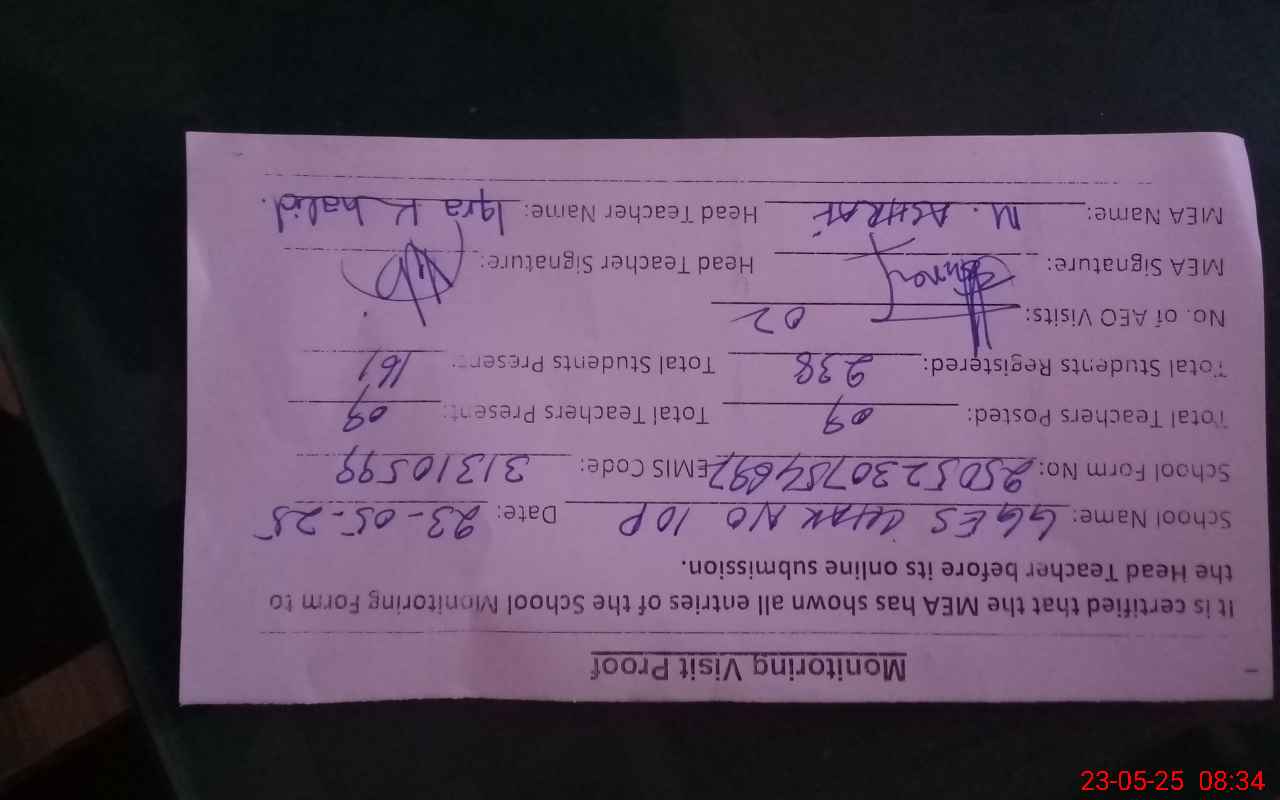 Monitoring Visit Proof
It is certified that the MEA has shown all entries of the School Monitoring Form to
the Head Teacher before its online submission.
School Name: GGES CHAK NO 10P Date: 23-05-25
School Form No: 2505230754697 EMIS Code: 31310599
Total Teachers Posted: 09 Total Teachers Present: 09
Total Students Registered: 238 Total Students Present: 161
No. of AEO Visits: 02
MEA Signature: Head Teacher Signature:
MEA Name: M. ASHRAF Head Teacher Name: Iqra Khalid.
23-05-25 08:34